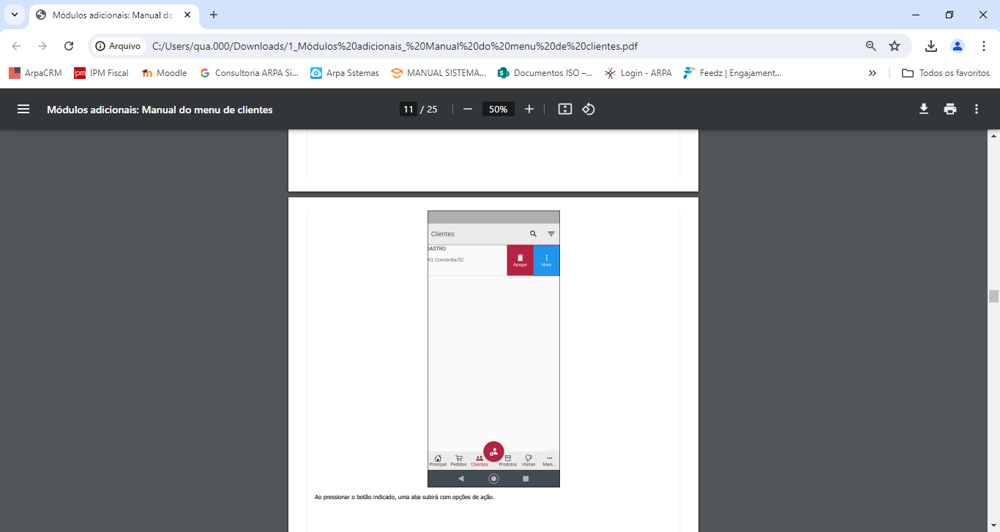 Módulos adicionais: Manual do
Arquivo
C:/Users/qua.000/Downloads/1_Módulos%20adicionais_%20Manual%20do%20menu%20de%20clientes.pdf
ArpaCRM
IPM Fiscal
Moodle
Consultoria ARPA Si...
Arpa Sstemas
MANUAL SISTEMA...
Documentos ISO –...
Login - ARPA
Feedz | Engajament...
Todos os favoritos
Módulos adicionais: Manual do menu de clientes
11 / 25
50%
Clientes
DASTRO
RO, Concordia/SC
Apagar
Mais
Principal
Pedidos
Clientes
Produtos
Visitas
Mais...
Ao pressionar o botão indicado, uma aba subirá com opções de ação.